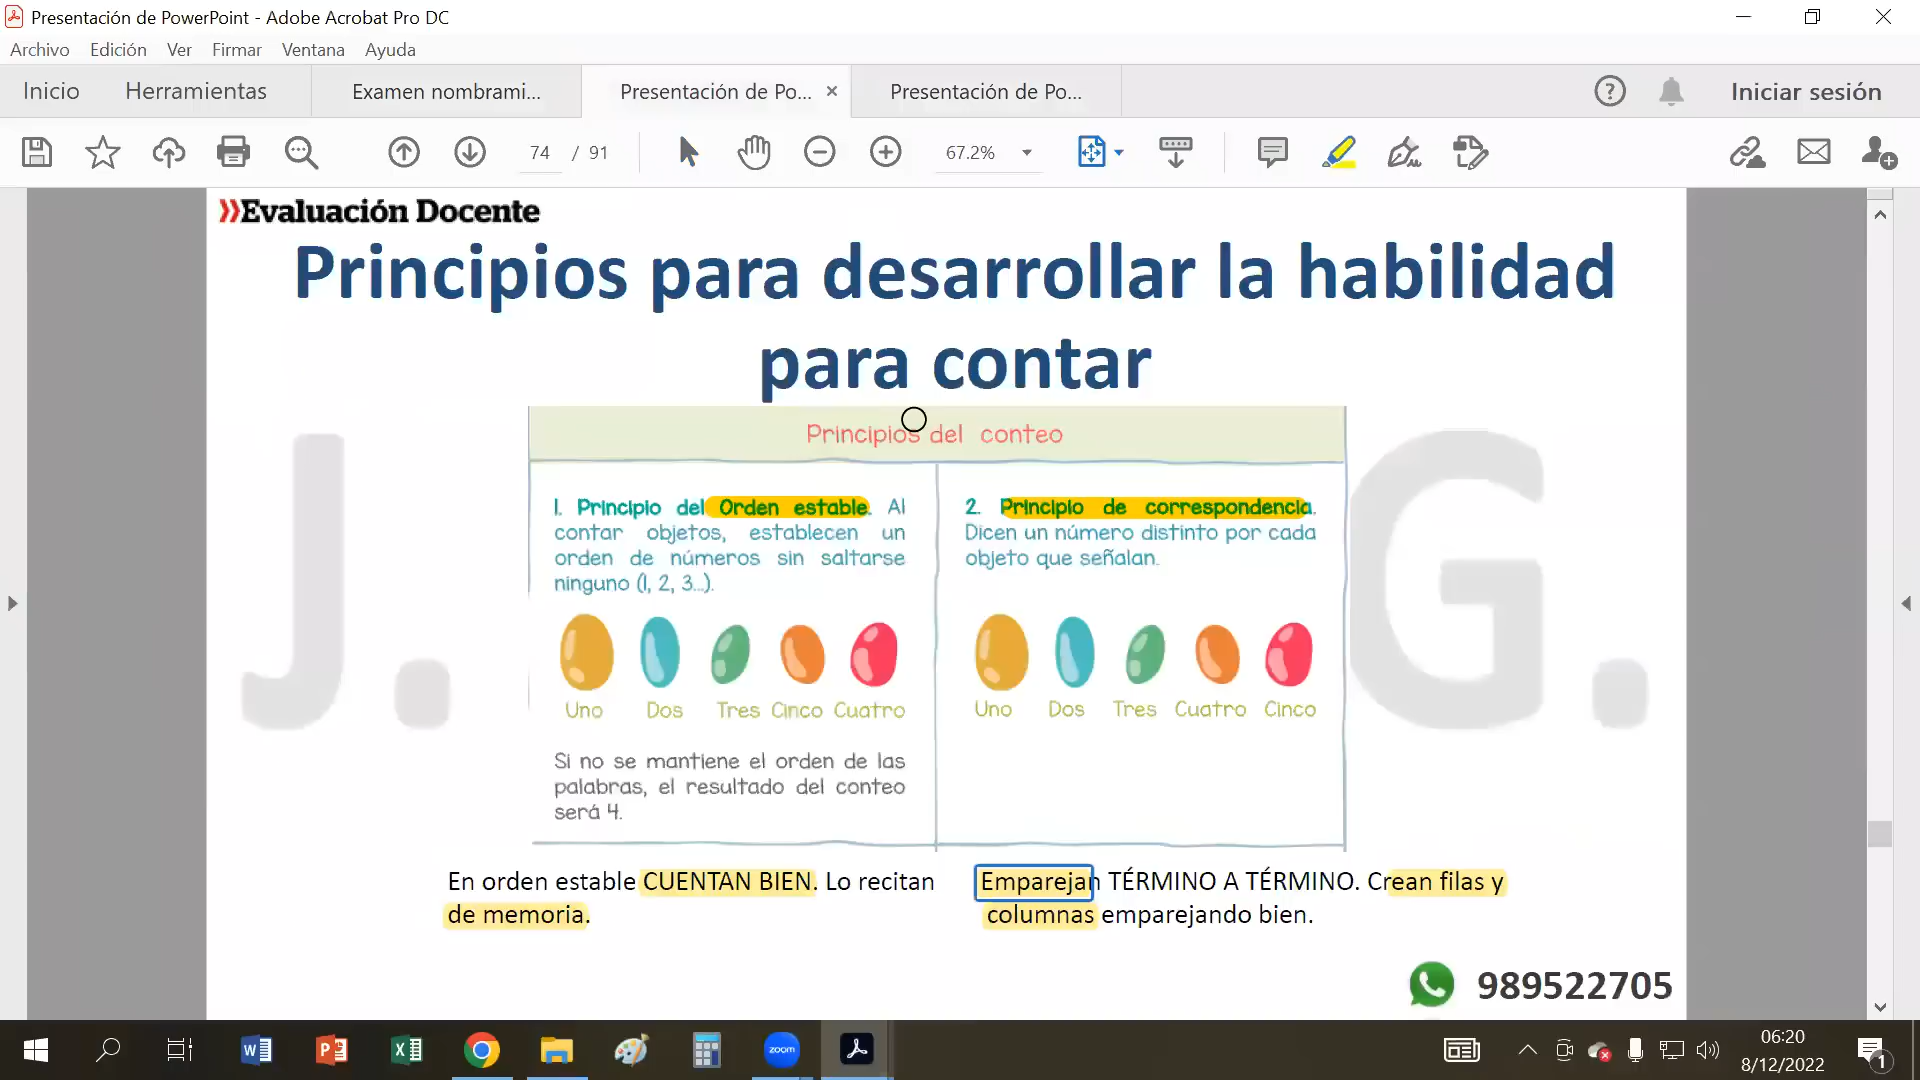 Presentación de PowerPoint - Adobe Acrobat Pro DC
Archivo Edición Ver Firmar Ventana Ayuda
Inicio Herramientas Examen nombrami... Presentación de Po... × Presentación de Po... Iniciar sesión
74 / 91 67.2%
Evaluación Docente
Principios para desarrollar la habilidad
para contar
Principios del conteo
1. Principio del Orden estable. Al
contar objetos, establecen un
orden de números sin saltarse
ninguno (1, 2, 3...).
Uno Dos Tres Cinco Cuatro
Si no se mantiene el orden de las
palabras, el resultado del conteo
será 4.
2. Principio de correspondencia.
Dicen un número distinto por cada
objeto que señalan.
Uno Dos Tres Cuatro Cinco
En orden estable CUENTAN BIEN. Lo recitan
de memoria.
Emparejan TÉRMINO A TÉRMINO. Crean filas y
columnas emparejando bien.
J. G.
989522705
zoom
06:20
8/12/2022
1